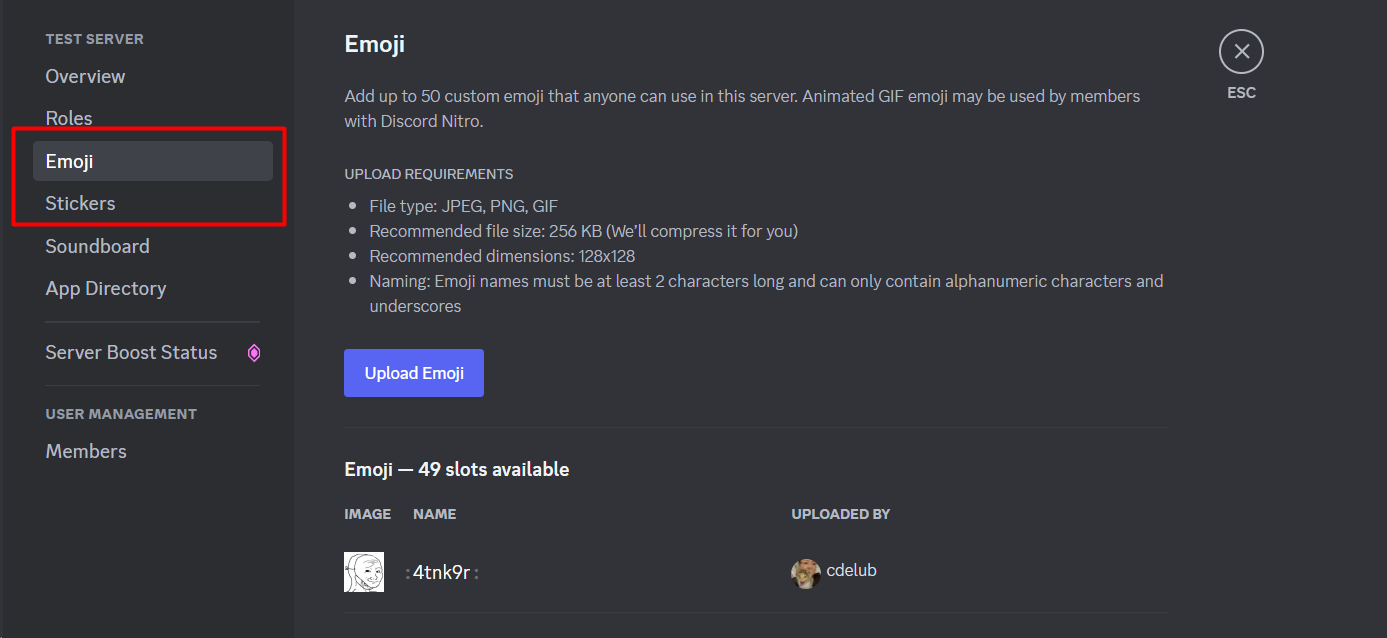 TEST SERVER
Overview
Roles
Emoji
Stickers
Soundboard
App Directory
Server Boost Status
USER MANAGEMENT
Members
Emoji
Add up to 50 custom emoji that anyone can use in this server. Animated GIF emoji may be used by members
with Discord Nitro.
UPLOAD REQUIREMENTS
File type: JPEG, PNG, GIF
Recommended file size: 256 KB (We'll compress it for you)
Recommended dimensions: 128x128
Naming: Emoji names must be at least 2 characters long and can only contain alphanumeric characters and
underscores
Upload Emoji
Emoji — 49 slots available
IMAGE NAME UPLOADED BY
:4tnk9r: cdelub
ESC